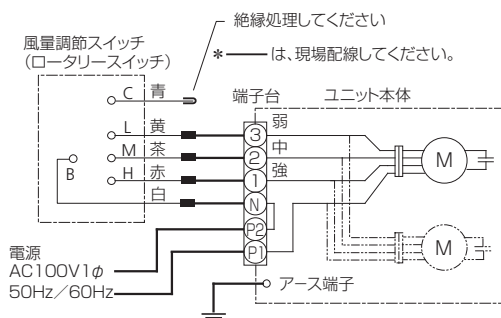 絶縁処理してください
風量調節スイッチ
（ロータリースイッチ）
＊ は、現場配線してください。
C 青
端子台
ユニット本体
L 黄
3 弱
M 茶
2 中
M
B
H 赤
1 強
白
N
P2
M
電源
AC100V1φ
P1
50Hz／60Hz
アース端子